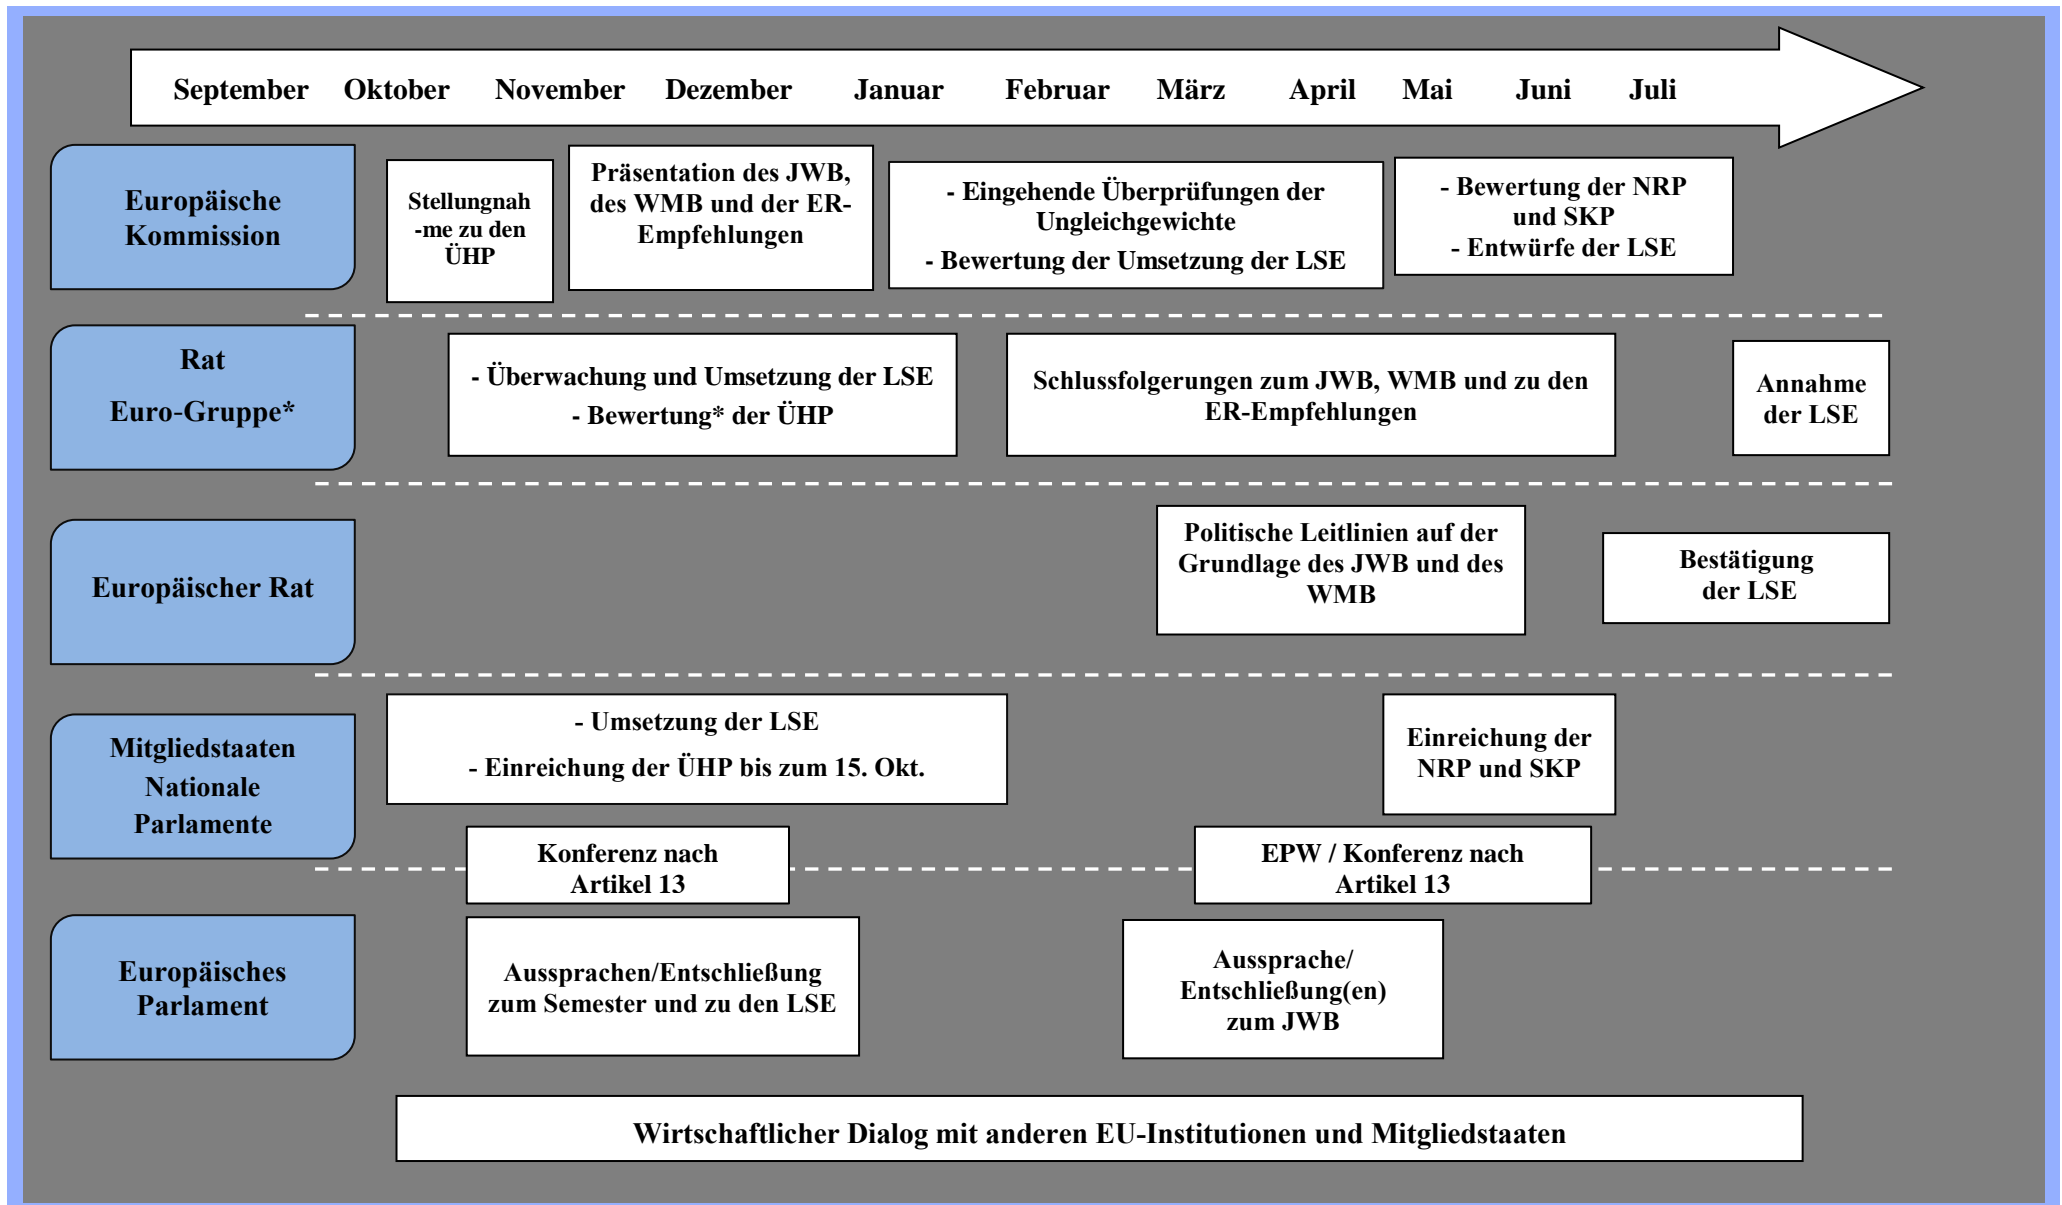 September Oktober November Dezember Januar Februar März April Mai Juni Juli
Europäische
Kommission
Stellungnah
-me zu den
ÜHP
Präsentation des JWB,
des WMB und der ER-
Empfehlungen
- Eingehende Überprüfungen der
Ungleichgewichte
- Bewertung der Umsetzung der LSE
- Bewertung der NRP
und SKP
- Entwürfe der LSE
Rat
Euro-Gruppe*
- Überwachung und Umsetzung der LSE
- Bewertung* der ÜHP
Schlussfolgerungen zum JWB, WMB und zu den
ER-Empfehlungen
Annahme
der LSE
Europäischer Rat
Politische Leitlinien auf der
Grundlage des JWB und des
WMB
Bestätigung
der LSE
Mitgliedstaaten
Nationale
Parlamente
- Umsetzung der LSE
- Einreichung der ÜHP bis zum 15. Okt.
Einreichung der
NRP und SKP
Konferenz nach
Artikel 13
EPW / Konferenz nach
Artikel 13
Europäisches
Parlament
Aussprachen/Entschließung
zum Semester und zu den LSE
Aussprache/
Entschließung(en)
zum JWB
Wirtschaftlicher Dialog mit anderen EU-Institutionen und Mitgliedstaaten